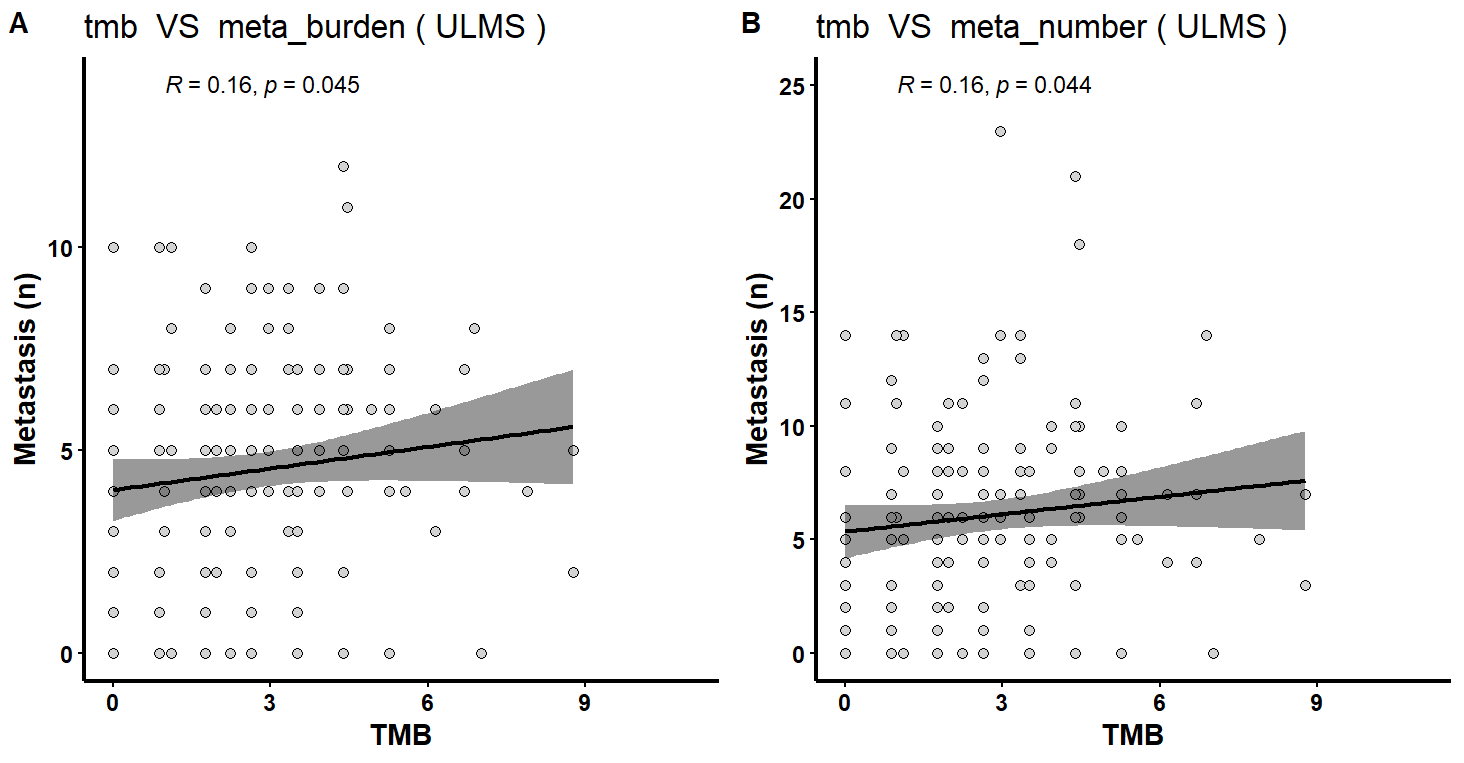 A
tmb VS meta_burden ( ULMS )
R = 0.16, p = 0.045
10
5
0
Metastasis (n)
0 3 6 9
TMB
B
tmb VS meta_number ( ULMS )
R = 0.16, p = 0.044
25
20
15
10
5
0
Metastasis (n)
0 3 6 9
TMB